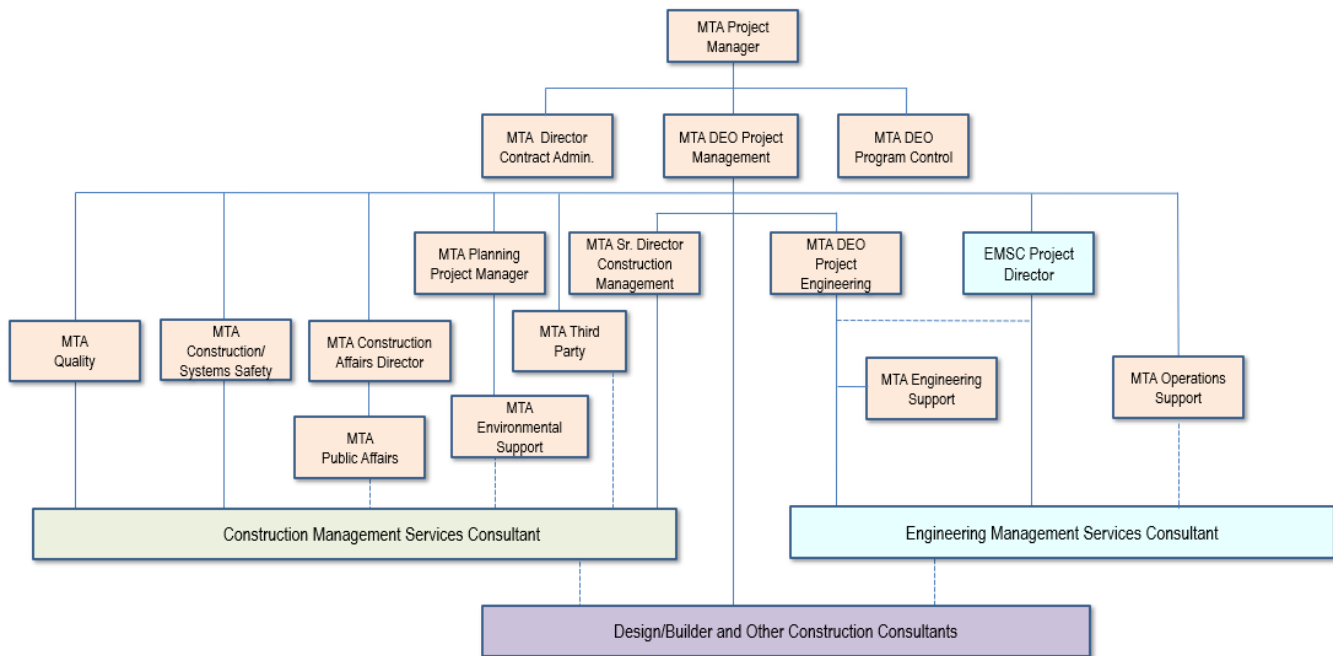 MTA Project
Manager
MTA Director
Contract Admin.
MTA DEO Project
Management
MTA DEO
Program Control
MTA Planning
Project Manager
MTA Sr. Director
Construction
Management
MTA DEO
Project
Engineering
EMSC Project
Director
MTA
Quality
MTA
Construction/
Systems Safety
MTA Construction
Affairs Director
MTA Third
Party
MTA Engineering
Support
MTA Operations
Support
MTA
Public Affairs
MTA
Environmental
Support
Construction Management Services Consultant
Engineering Management Services Consultant
Design/Builder and Other Construction Consultants